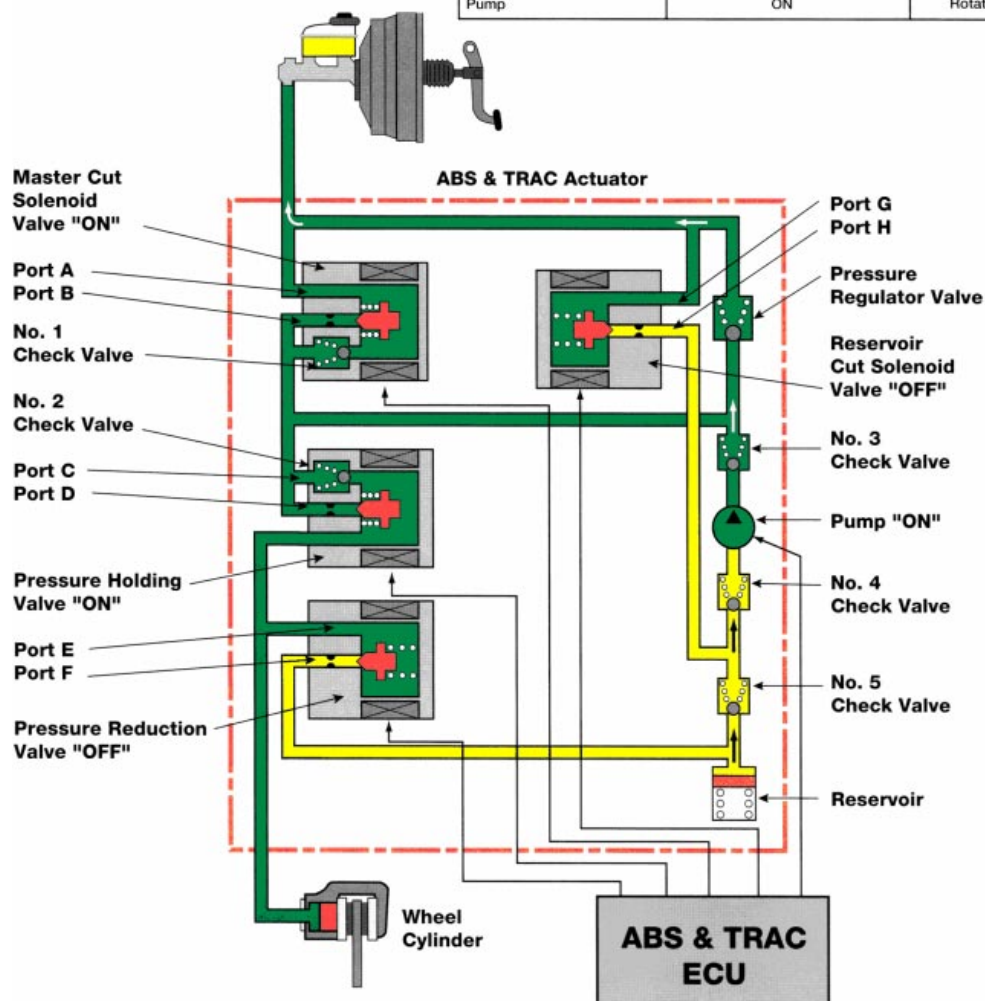 Pump ON Rotat
ABS & TRAC Actuator
Master Cut
Solenoid
Valve "ON"
Port A
Port B
No. 1
Check Valve
No. 2
Check Valve
Port C
Port D
Pressure Holding
Valve "ON"
Port E
Port F
Pressure Reduction
Valve "OFF"
Port G
Port H
Pressure
Regulator Valve
Reservoir
Cut Solenoid
Valve "OFF"
No. 3
Check Valve
Pump "ON"
No. 4
Check Valve
No. 5
Check Valve
Reservoir
Wheel
Cylinder
ABS & TRAC
ECU